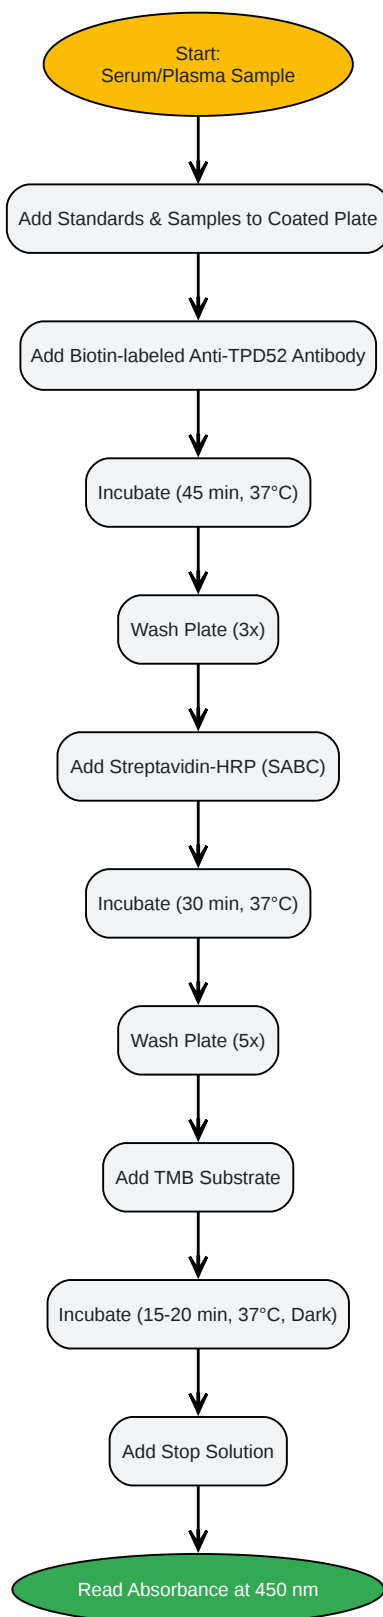 Start:
Serum/Plasma Sample
Add Standards & Samples to Coated Plate
Add Biotin-labeled Anti-TPD52 Antibody
Incubate (45 min, 37°C)
Wash Plate (3x)
Add Streptavidin-HRP (SABC)
Incubate (30 min, 37°C)
Wash Plate (5x)
Add TMB Substrate
Incubate (15-20 min, 37°C, Dark)
Add Stop Solution
Read Absorbance at 450 nm